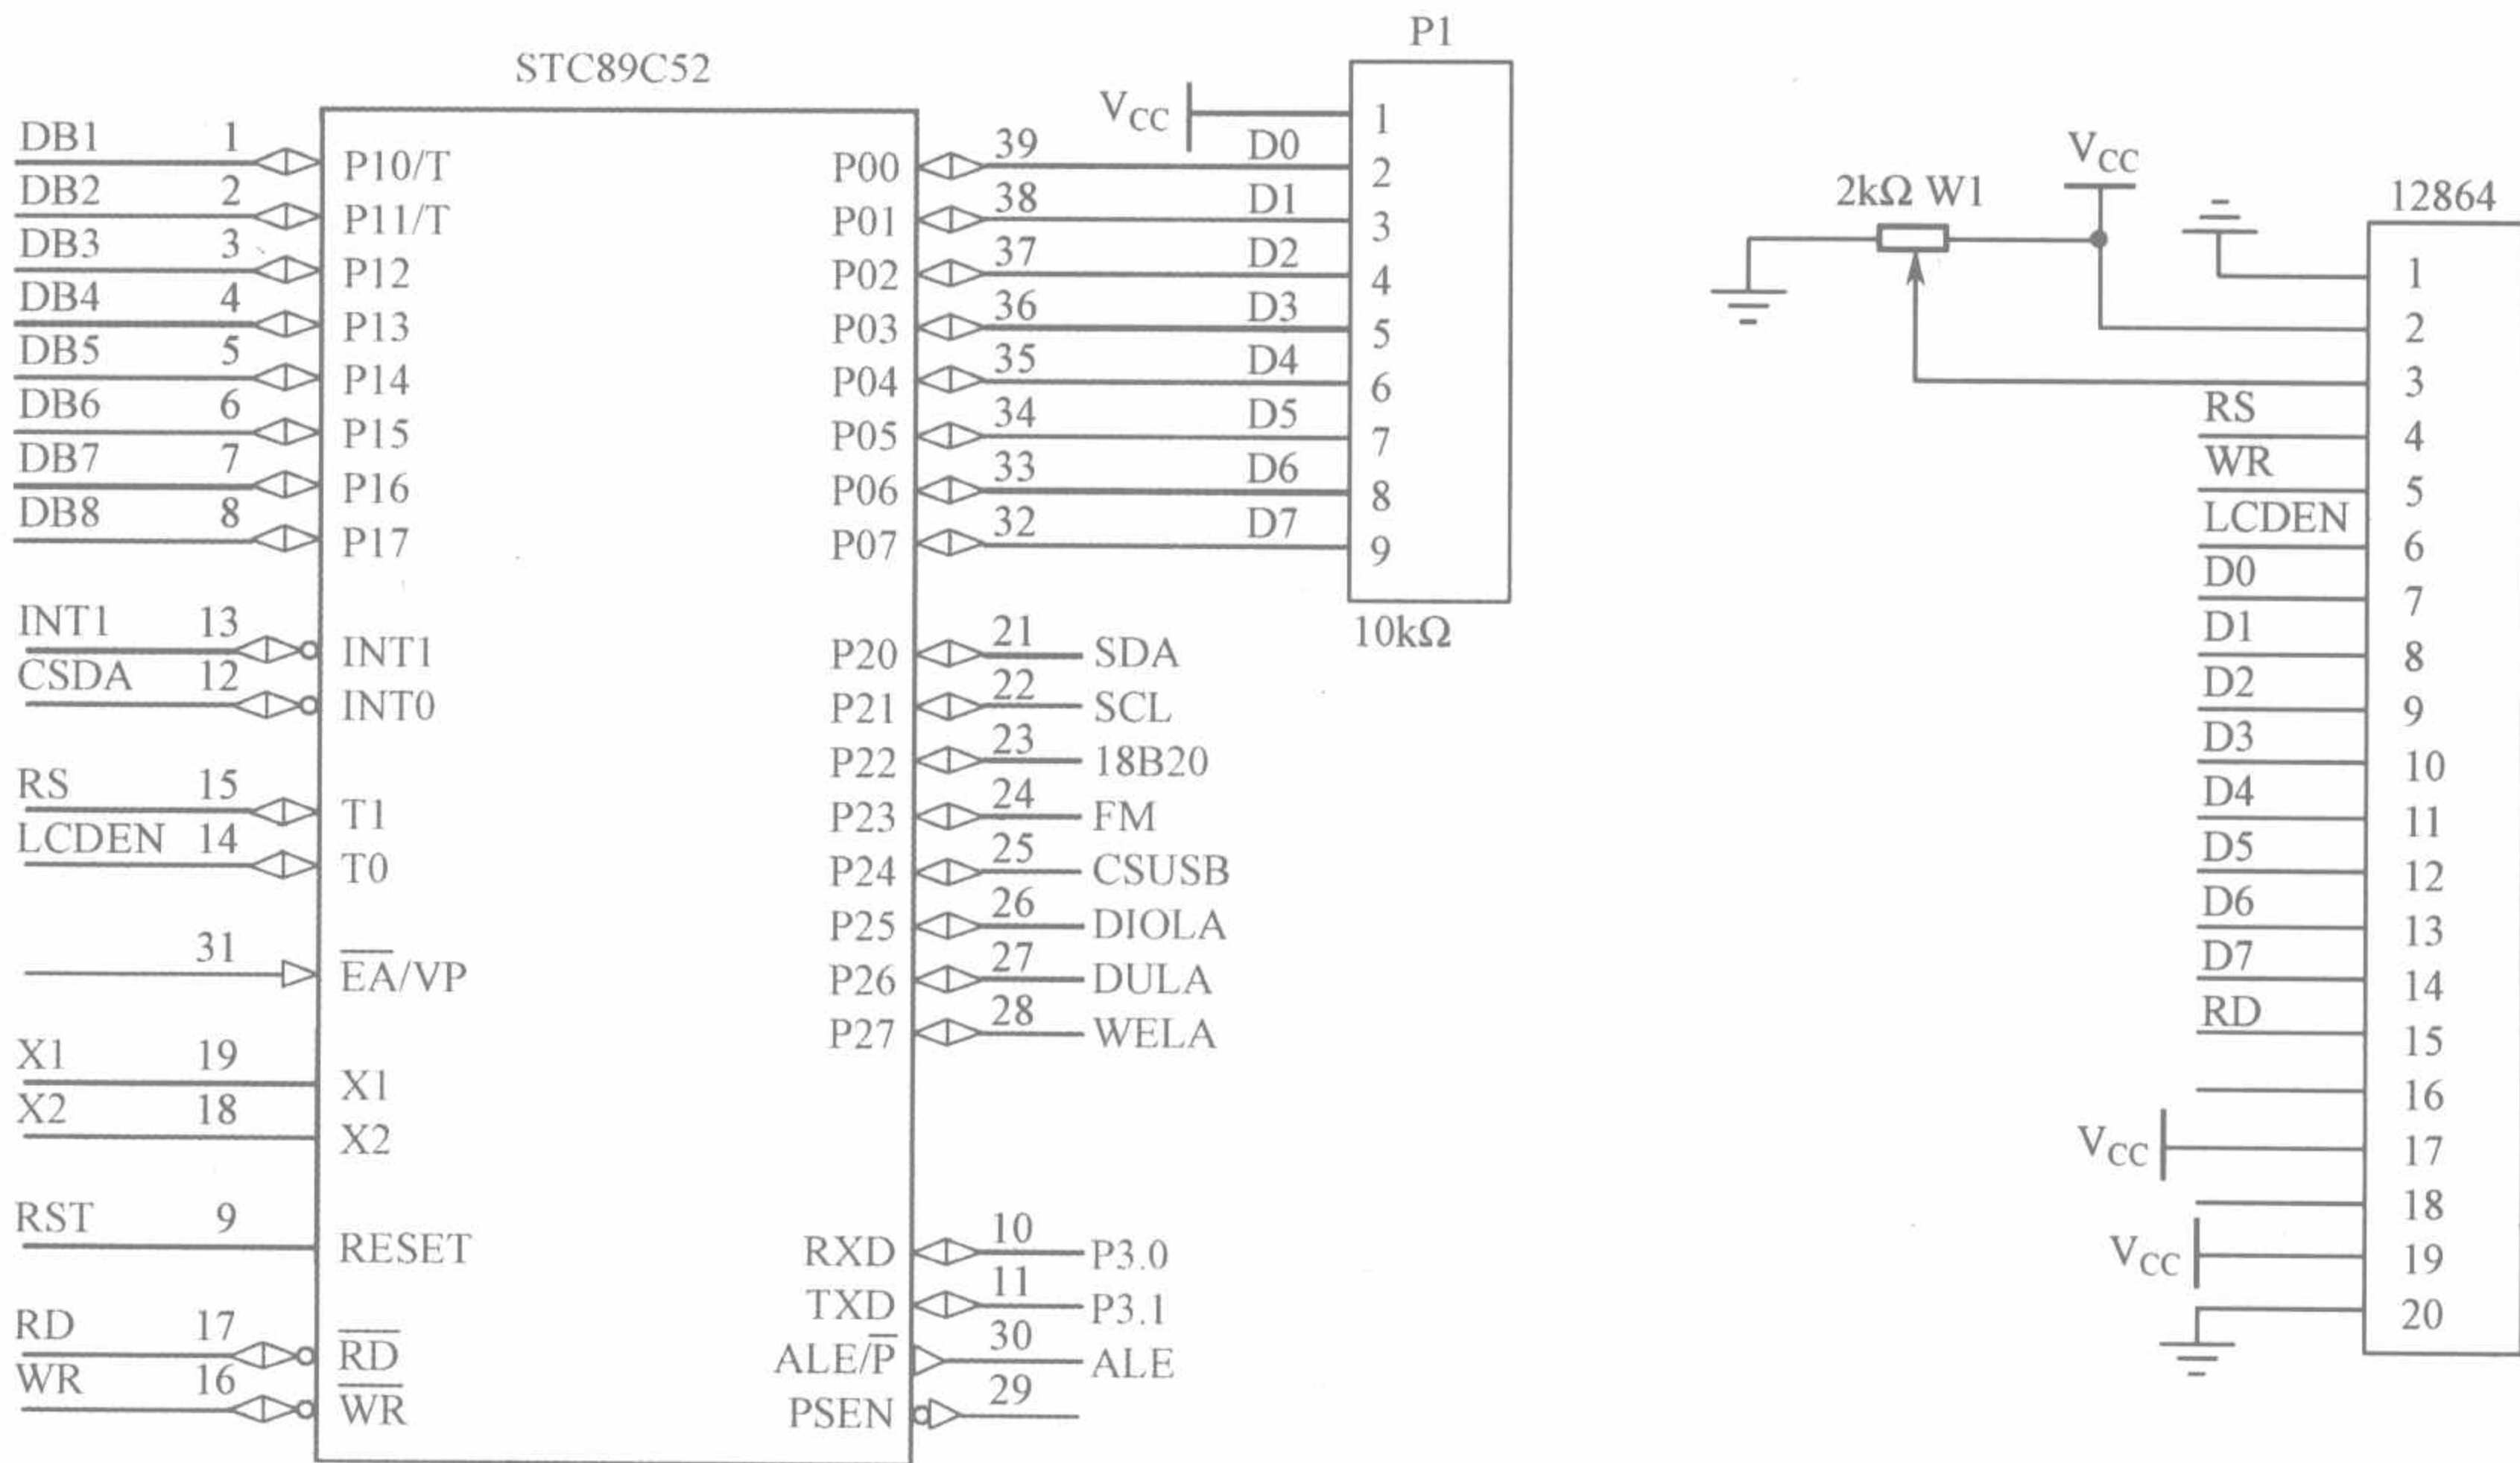 STC89C52
DB1 1 P10/T
DB2 2 P11/T
DB3 3 P12
DB4 4 P13
DB5 5 P14
DB6 6 P15
DB7 7 P16
DB8 8 P17
INT1 13 INT1
CSDA 12 INT0
RS 15 T1
LCDEN 14 T0
31 EA/VP
X1 19 X1
X2 18 X2
RST 9 RESET
RD 17 RD
WR 16 WR
P00 39 D0
P01 38 D1
P02 37 D2
P03 36 D3
P04 35 D4
P05 34 D5
P06 33 D6
P07 32 D7
P20 21 SDA
P21 22 SCL
P22 23 18B20
P23 24 FM
P24 25 CSUSB
P25 26 DIOLA
P26 27 DULA
P27 28 WELA
RXD 10 P3.0
TXD 11 P3.1
ALE/P 30 ALE
PSEN 29
P1
VCC 1
2
3
4
5
6
7
8
9
10kΩ
2kΩ W1
VCC
12864
1
2
3
RS 4
WR 5
LCDEN 6
D0 7
D1 8
D2 9
D3 10
D4 11
D5 12
D6 13
D7 14
RD 15
16
VCC 17
18
VCC 19
20